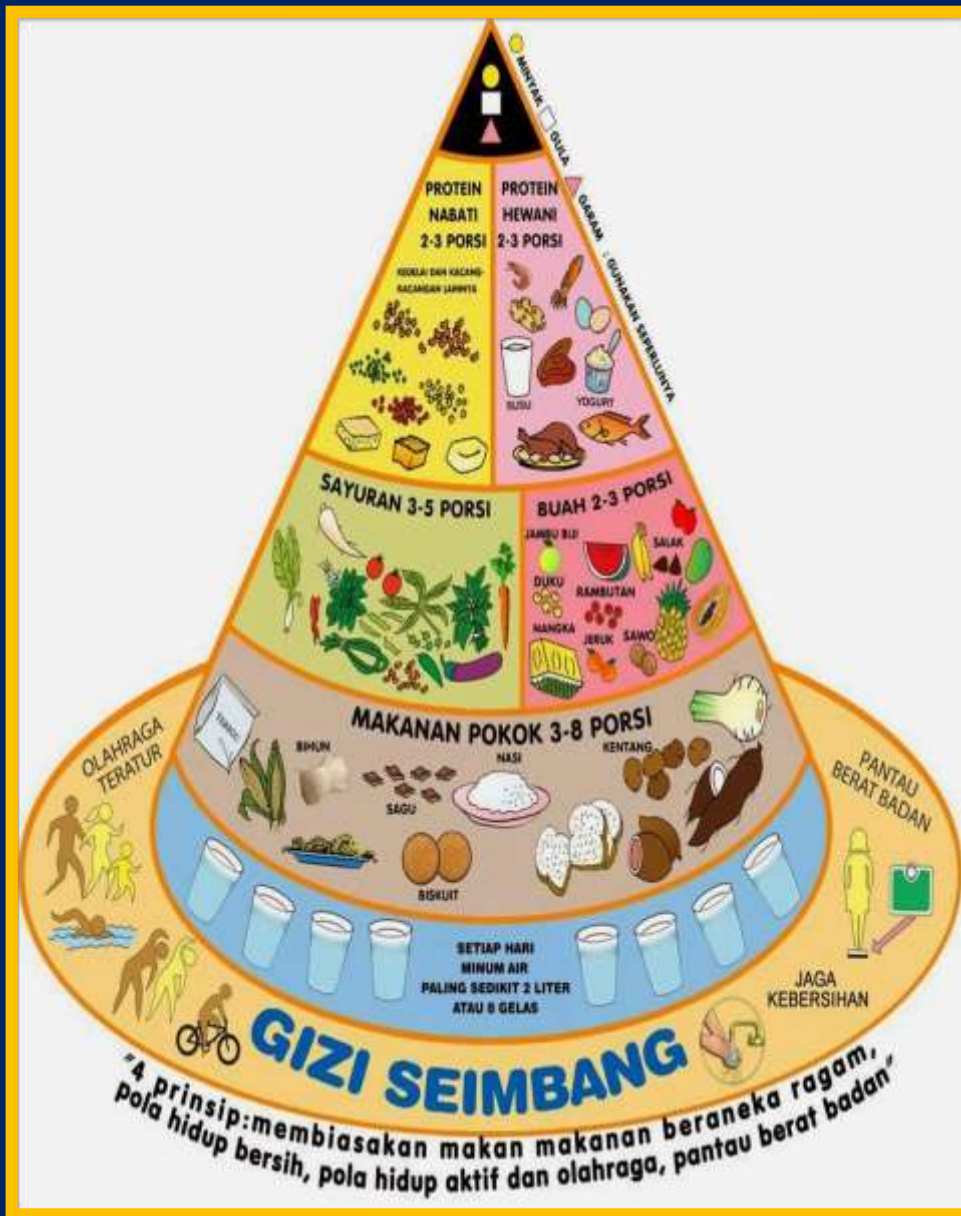 MINYAK GULA GARAM : GUNAKAN SEPERLUNYA
PROTEIN
NABATI
2-3 PORSI
KEDELAI DAN KACANG-
KACANGAN LAINNYA
PROTEIN
HEWANI
2-3 PORSI
SUSU
YOGURT
SAYURAN 3-5 PORSI
BUAH 2-3 PORSI
JAMBU BIJI
SALAK
DUKU
RAMBUTAN
NANGKA
JERUK
SAWO
MAKANAN POKOK 3-8 PORSI
BIHUN
SAGU
NASI
KENTANG
BISKUIT
OLAHRAGA
TERATUR
PANTAU
BERAT BADAN
SETIAP HARI
MINUM AIR
PALING SEDIKIT 2 LITER
ATAU 8 GELAS
JAGA
KEBERSIHAN
GIZI SEIMBANG
"4 prinsip:membiasakan makan makanan beraneka ragam,
pola hidup bersih, pola hidup aktif dan olahraga, pantau berat badan"